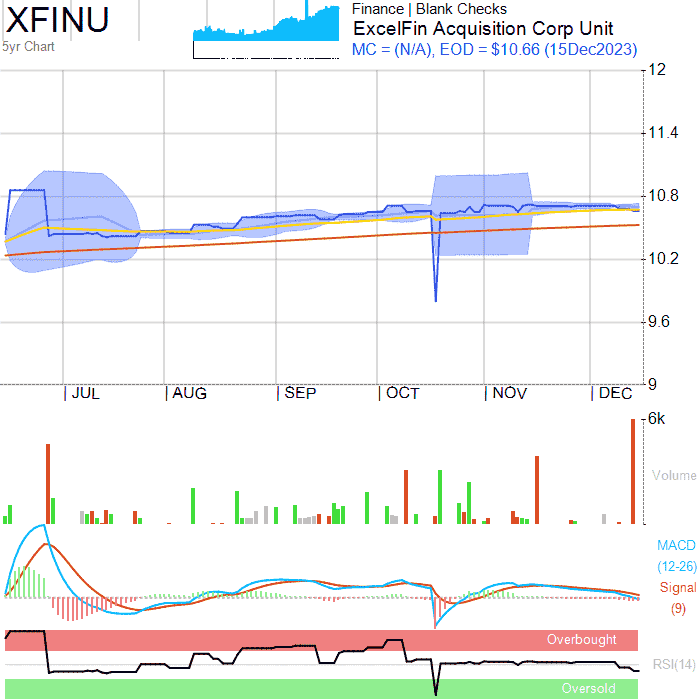 XFINU
5yr Chart
Finance | Blank Checks
ExcelFin Acquisition Corp Unit
MC = (N/A), EOD = $10.66 (15Dec2023)
12
11.4
10.8
10.2
9.6
9
JUL AUG SEP OCT NOV DEC
6k
Volume
MACD
(12-26)
Signal
(9)
Overbought
RSI(14)
Oversold